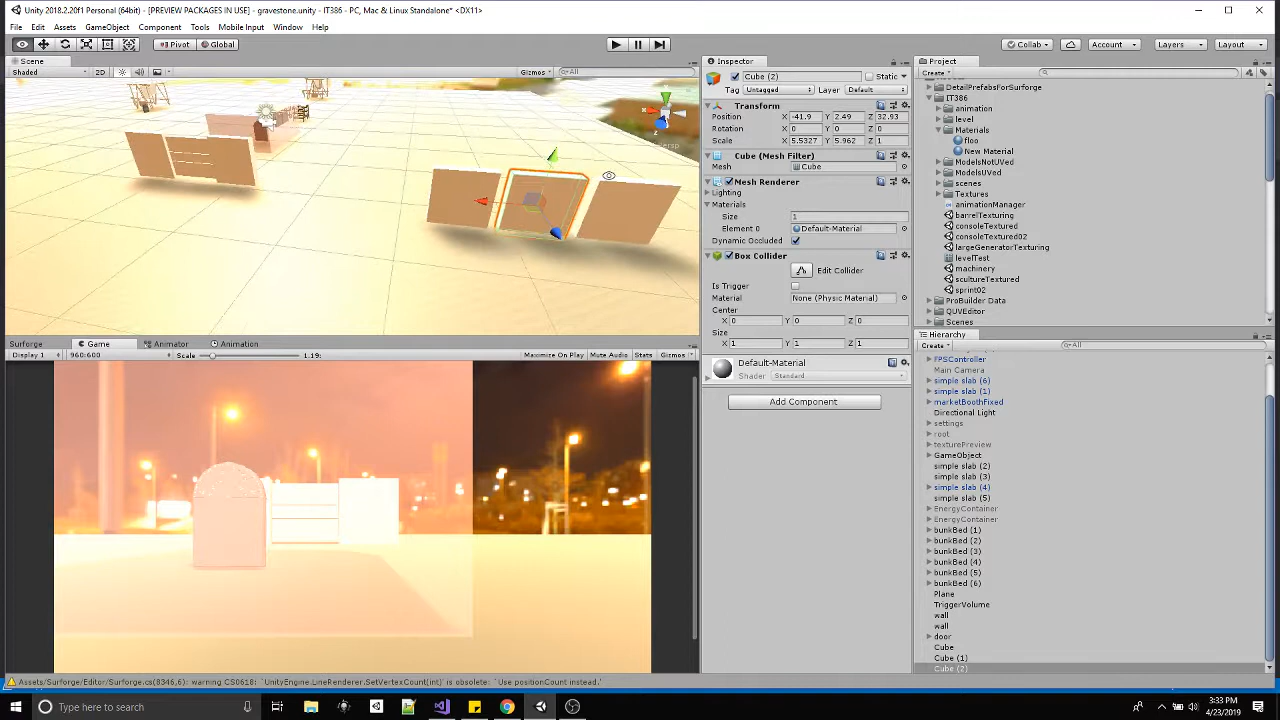 Unity 2018.2.20f1 Personal (64bit) - [PREVIEW PACKAGES IN USE] - gravestone.unity - IT386 - PC, Mac & Linux Standalone* <DX11>
File Edit Assets GameObject Component Tools Mobile Input Window Help
Pivot Global Collab Account Layers Layout
Scene
Shaded 2D Gizmos All
Surforge Game Animator Animation
Display 1 960:600 Scale 1.19: Maximize On Play Mute Audio Stats Gizmos
Inspector
Cube (2) Static
Tag Untagged Layer Default
Transform
Position X -41.9 Y 2.49 Z 32.93
Rotation X 0 Y 0 Z 0
Scale X 5.5327 Y 5.962 Z 1
Cube (Mesh Filter)
Mesh Cube
Mesh Renderer
Lighting
Materials
Size 1
Element 0 Default-Material
Dynamic Occluded
Box Collider
Edit Collider
Is Trigger
Material None (Physic Material)
Center
X 0 Y 0 Z 0
Size
X 1 Y 1 Z 1
Default-Material
Shader Standard
Add Component
Project
Create
DetailPrefabsForSurforge
IT386
animation
level
Materials
floo
New Material
ModelsNotUVed
ModelsUVed
scenes
Textures
animationManager
barrelTexturing
consoleTextured
consoleTextured02
largeGeneratorTexturing
levelTest
machinery
scultureTextured
sprint02
ProBuilder Data
QUVEditor
Scenes
Hierarchy
Create All
FPSController
Main Camera
simple slab (6)
simple slab (1)
marketBoothFixed
Directional Light
settings
root
texturePreview
GameObject
simple slab (2)
simple slab (3)
simple slab (4)
simple slab (5)
EnergyContainer
EnergyContainer
bunkBed (1)
bunkBed (2)
bunkBed (3)
bunkBed (4)
bunkBed (5)
bunkBed (6)
Plane
TriggerVolume
wall
wall
door
Cube
Cube (1)
Cube (2)
Assets/Surforge/Editor/Surforge.cs(8346,6): warning CS0618: `UnityEngine.LineRenderer.SetVertexCount(int)' is obsolete: `Use positionCount instead.'
Type here to search
3:33 PM
4/23/2019